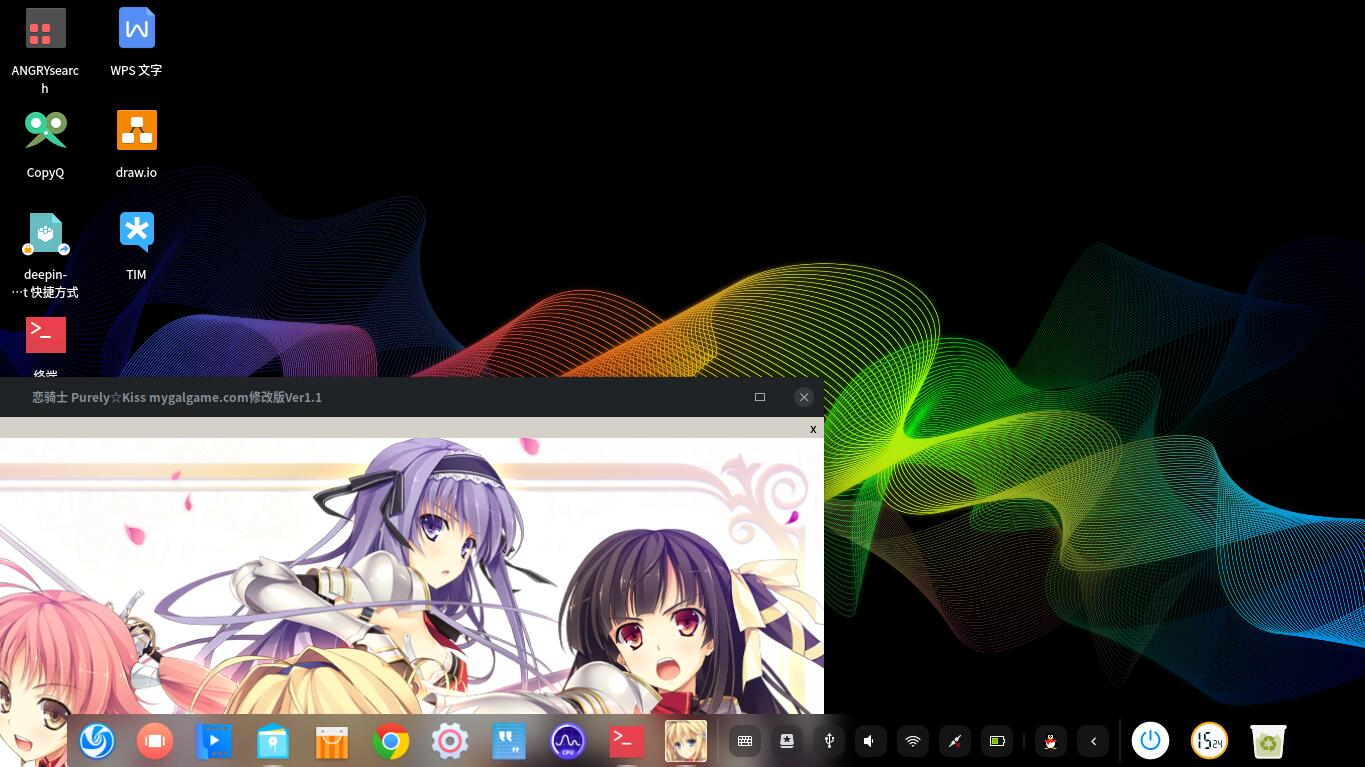 ANGRYsearc
h
WPS 文字
CopyQ
draw.io
deepin-
…t 快捷方式
TIM
终端
恋骑士 Purely☆Kiss mygalgame.com修改版Ver1.1
x
CPU
15 24